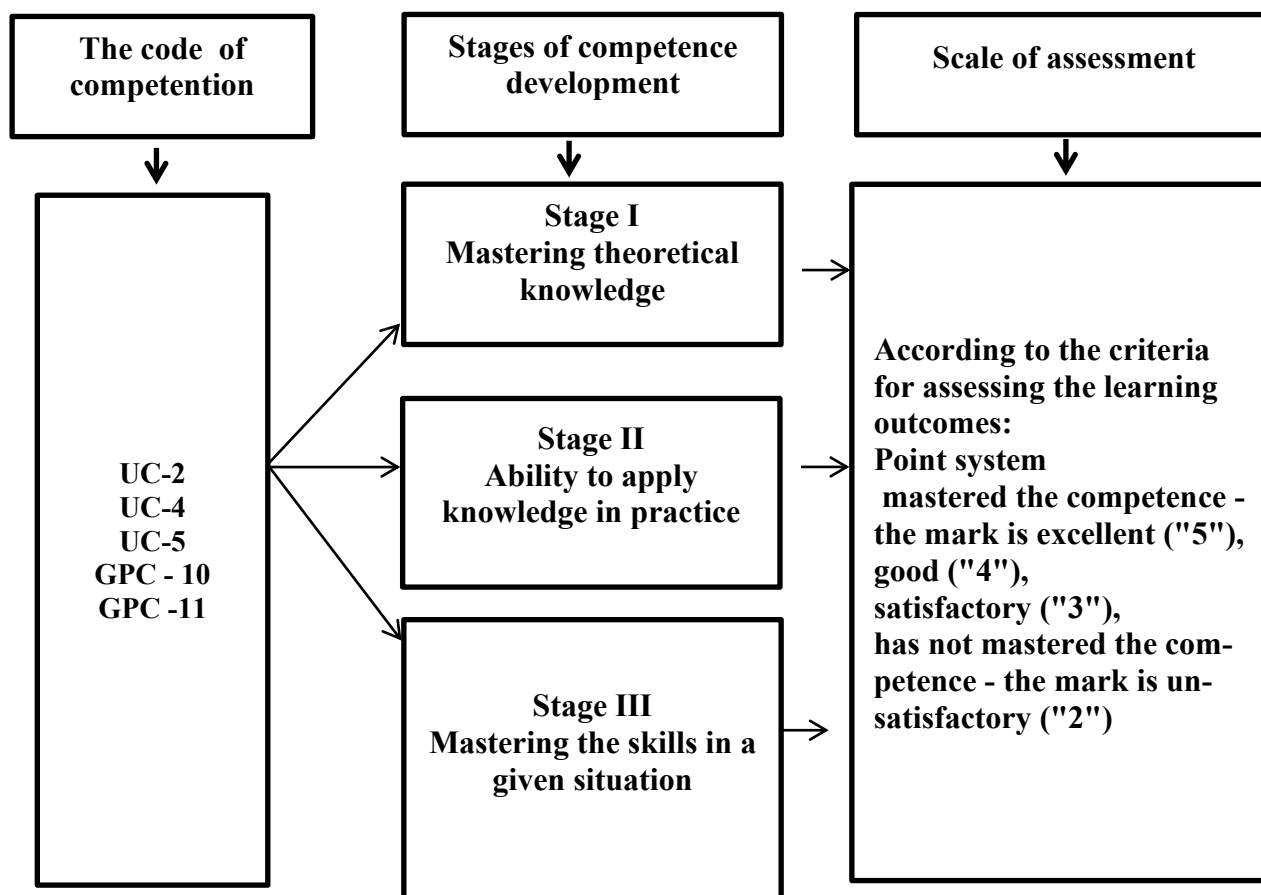 The code of
competention
Stages of competence
development
Scale of assessment
UC-2
UC-4
UC-5
GPC - 10
GPC -11
Stage I
Mastering theoretical
knowledge
Stage II
Ability to apply
knowledge in practice
Stage III
Mastering the skills in a
given situation
According to the criteria
for assessing the learning
outcomes:
Point system
mastered the competence -
the mark is excellent ("5"),
good ("4"),
satisfactory ("3"),
has not mastered the com-
petence - the mark is un-
satisfactory ("2")